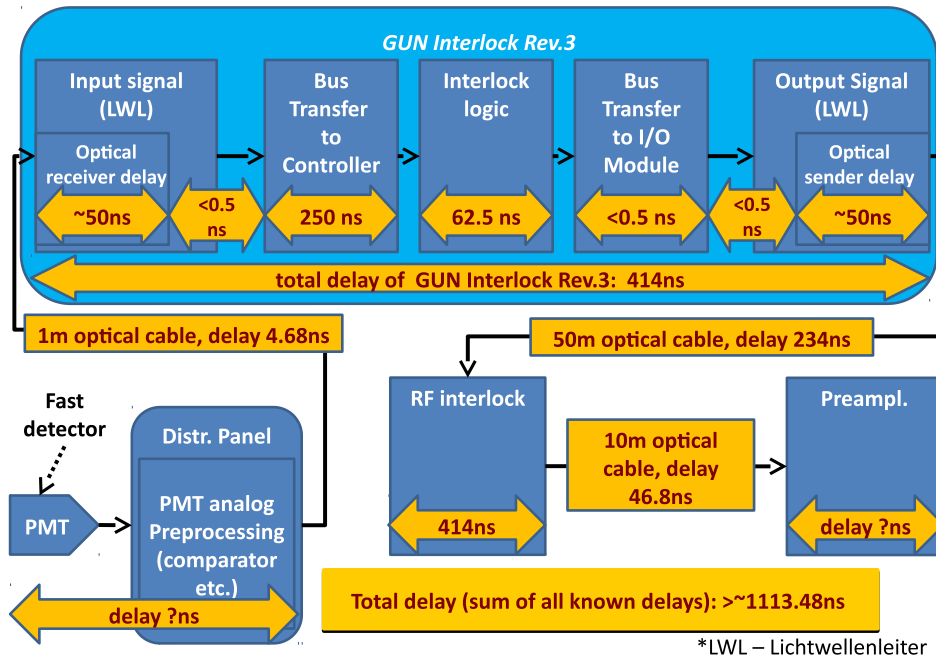 GUN Interlock Rev.3
Input signal
(LWL)
Optical
receiver delay
~50ns
<0.5
ns
Bus
Transfer
to
Controller
250 ns
Interlock
logic
62.5 ns
Bus
Transfer
to I/O
Module
<0.5 ns
<0.5
ns
Output Signal
(LWL)
Optical
sender delay
~50ns
total delay of GUN Interlock Rev.3: 414ns
1m optical cable, delay 4.68ns
50m optical cable, delay 234ns
Fast
detector
PMT
Distr. Panel
PMT analog
Preprocessing
(comparator
etc.)
delay ?ns
RF interlock
414ns
10m optical
cable, delay
46.8ns
Preampl.
delay ?ns
Total delay (sum of all known delays): >~1113.48ns
*LWL – Lichtwellenleiter